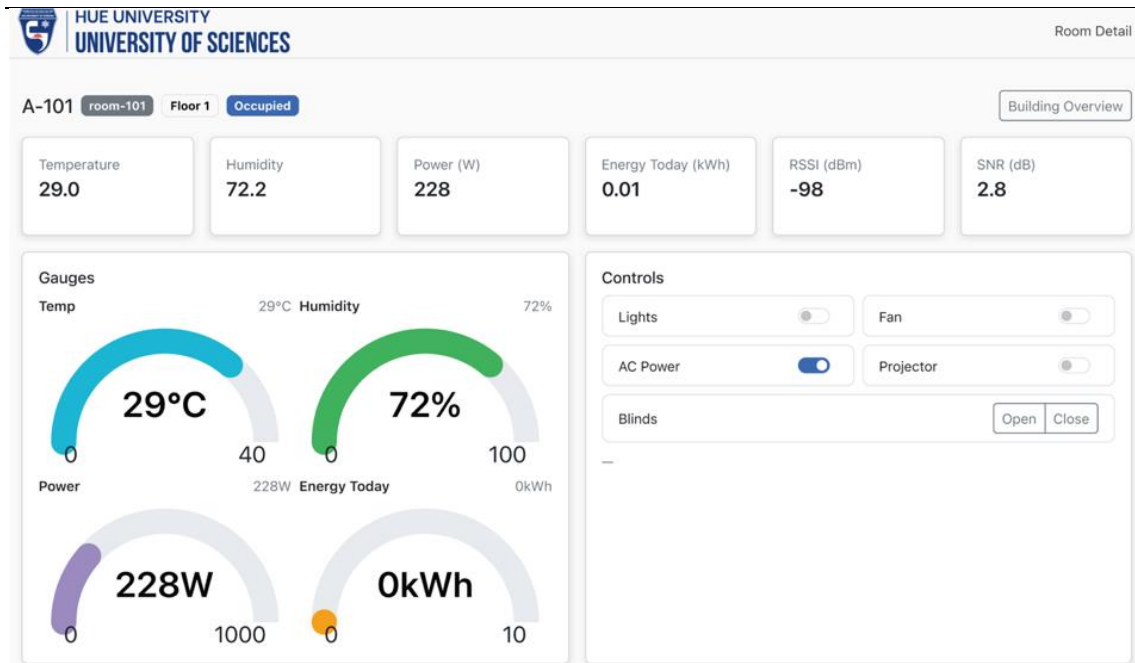 HUE UNIVERSITY
UNIVERSITY OF SCIENCES
Room Detail
A-101 room-101 Floor 1 Occupied
Building Overview
Temperature
29.0
Humidity
72.2
Power (W)
228
Energy Today (kWh)
0.01
RSSI (dBm)
-98
SNR (dB)
2.8
Gauges
Temp 29°C
29°C
0 40
Humidity 72%
72%
0 100
Power 228W
228W
0 1000
Energy Today 0kWh
0kWh
0 10
Controls
Lights
Fan
AC Power
Projector
Blinds
Open Close
—